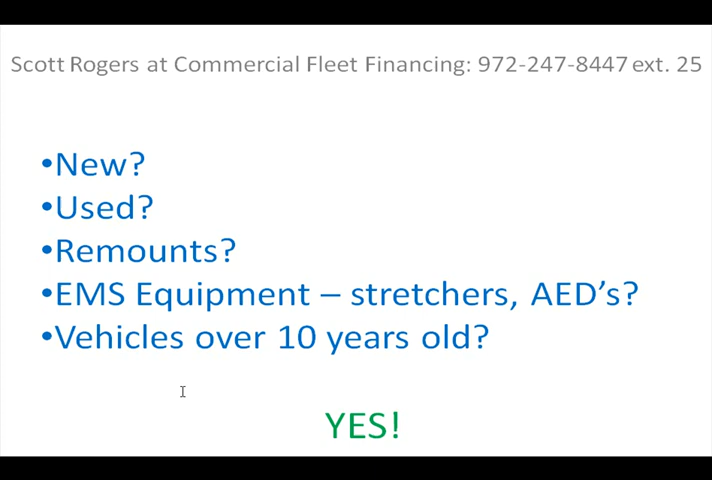 Scott Rogers at Commercial Fleet Financing: 972-247-8447 ext. 25
•New?
•Used?
•Remounts?
•EMS Equipment – stretchers, AED’s?
•Vehicles over 10 years old?
YES!